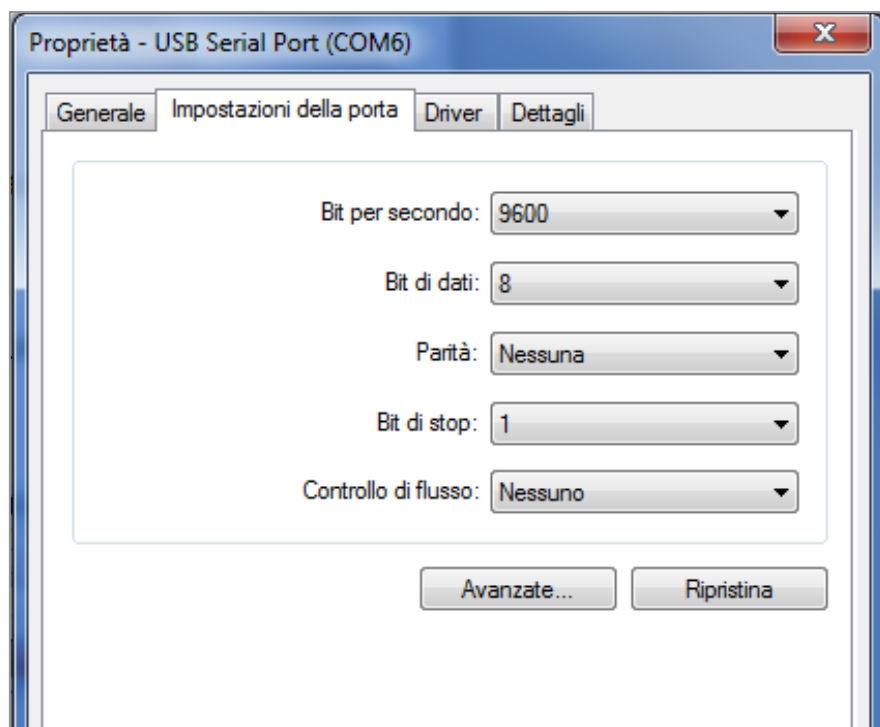 Proprietà - USB Serial Port (COM6)
Generale Impostazioni della porta Driver Dettagli
Bit per secondo: 9600
Bit di dati: 8
Parità: Nessuna
Bit di stop: 1
Controllo di flusso: Nessuno
Avanzate... Ripristina